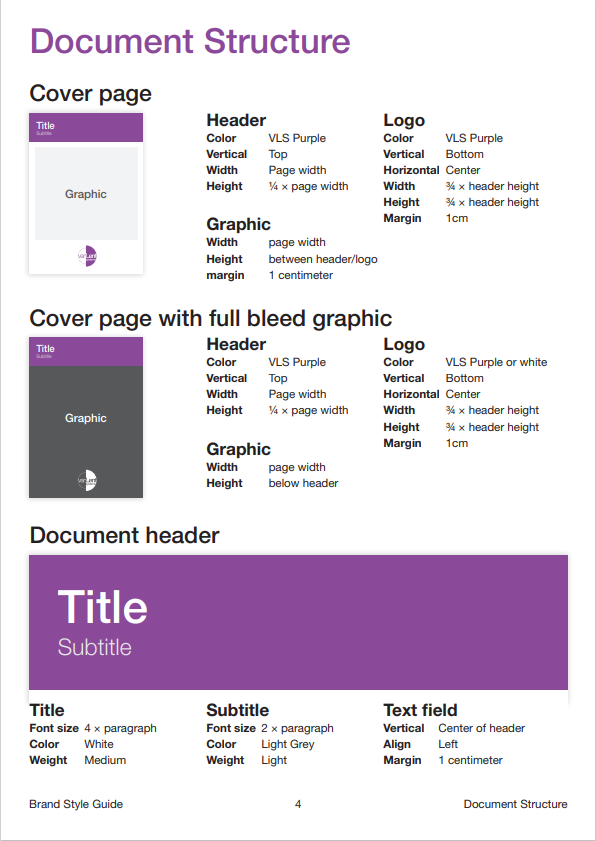 Document Structure
Cover page
Title
Subtitle
Graphic
Header
Color VLS Purple
Vertical Top
Width Page width
Height ¼ × page width
Graphic
Width page width
Height between header/logo
margin 1 centimeter
Logo
Color VLS Purple
Vertical Bottom
Horizontal Center
Width ¾ × header height
Height ¾ × header height
Margin 1cm
Cover page with full bleed graphic
Title
Subtitle
Graphic
Header
Color VLS Purple
Vertical Top
Width Page width
Height ¼ × page width
Graphic
Width page width
Height below header
Logo
Color VLS Purple or white
Vertical Bottom
Horizontal Center
Width ¾ × header height
Height ¾ × header height
Margin 1cm
Document header
Title
Subtitle
Title
Font size 4 × paragraph
Color White
Weight Medium
Subtitle
Font size 2 × paragraph
Color Light Grey
Weight Light
Text field
Vertical Center of header
Align Left
Margin 1 centimeter
Brand Style Guide 4 Document Structure